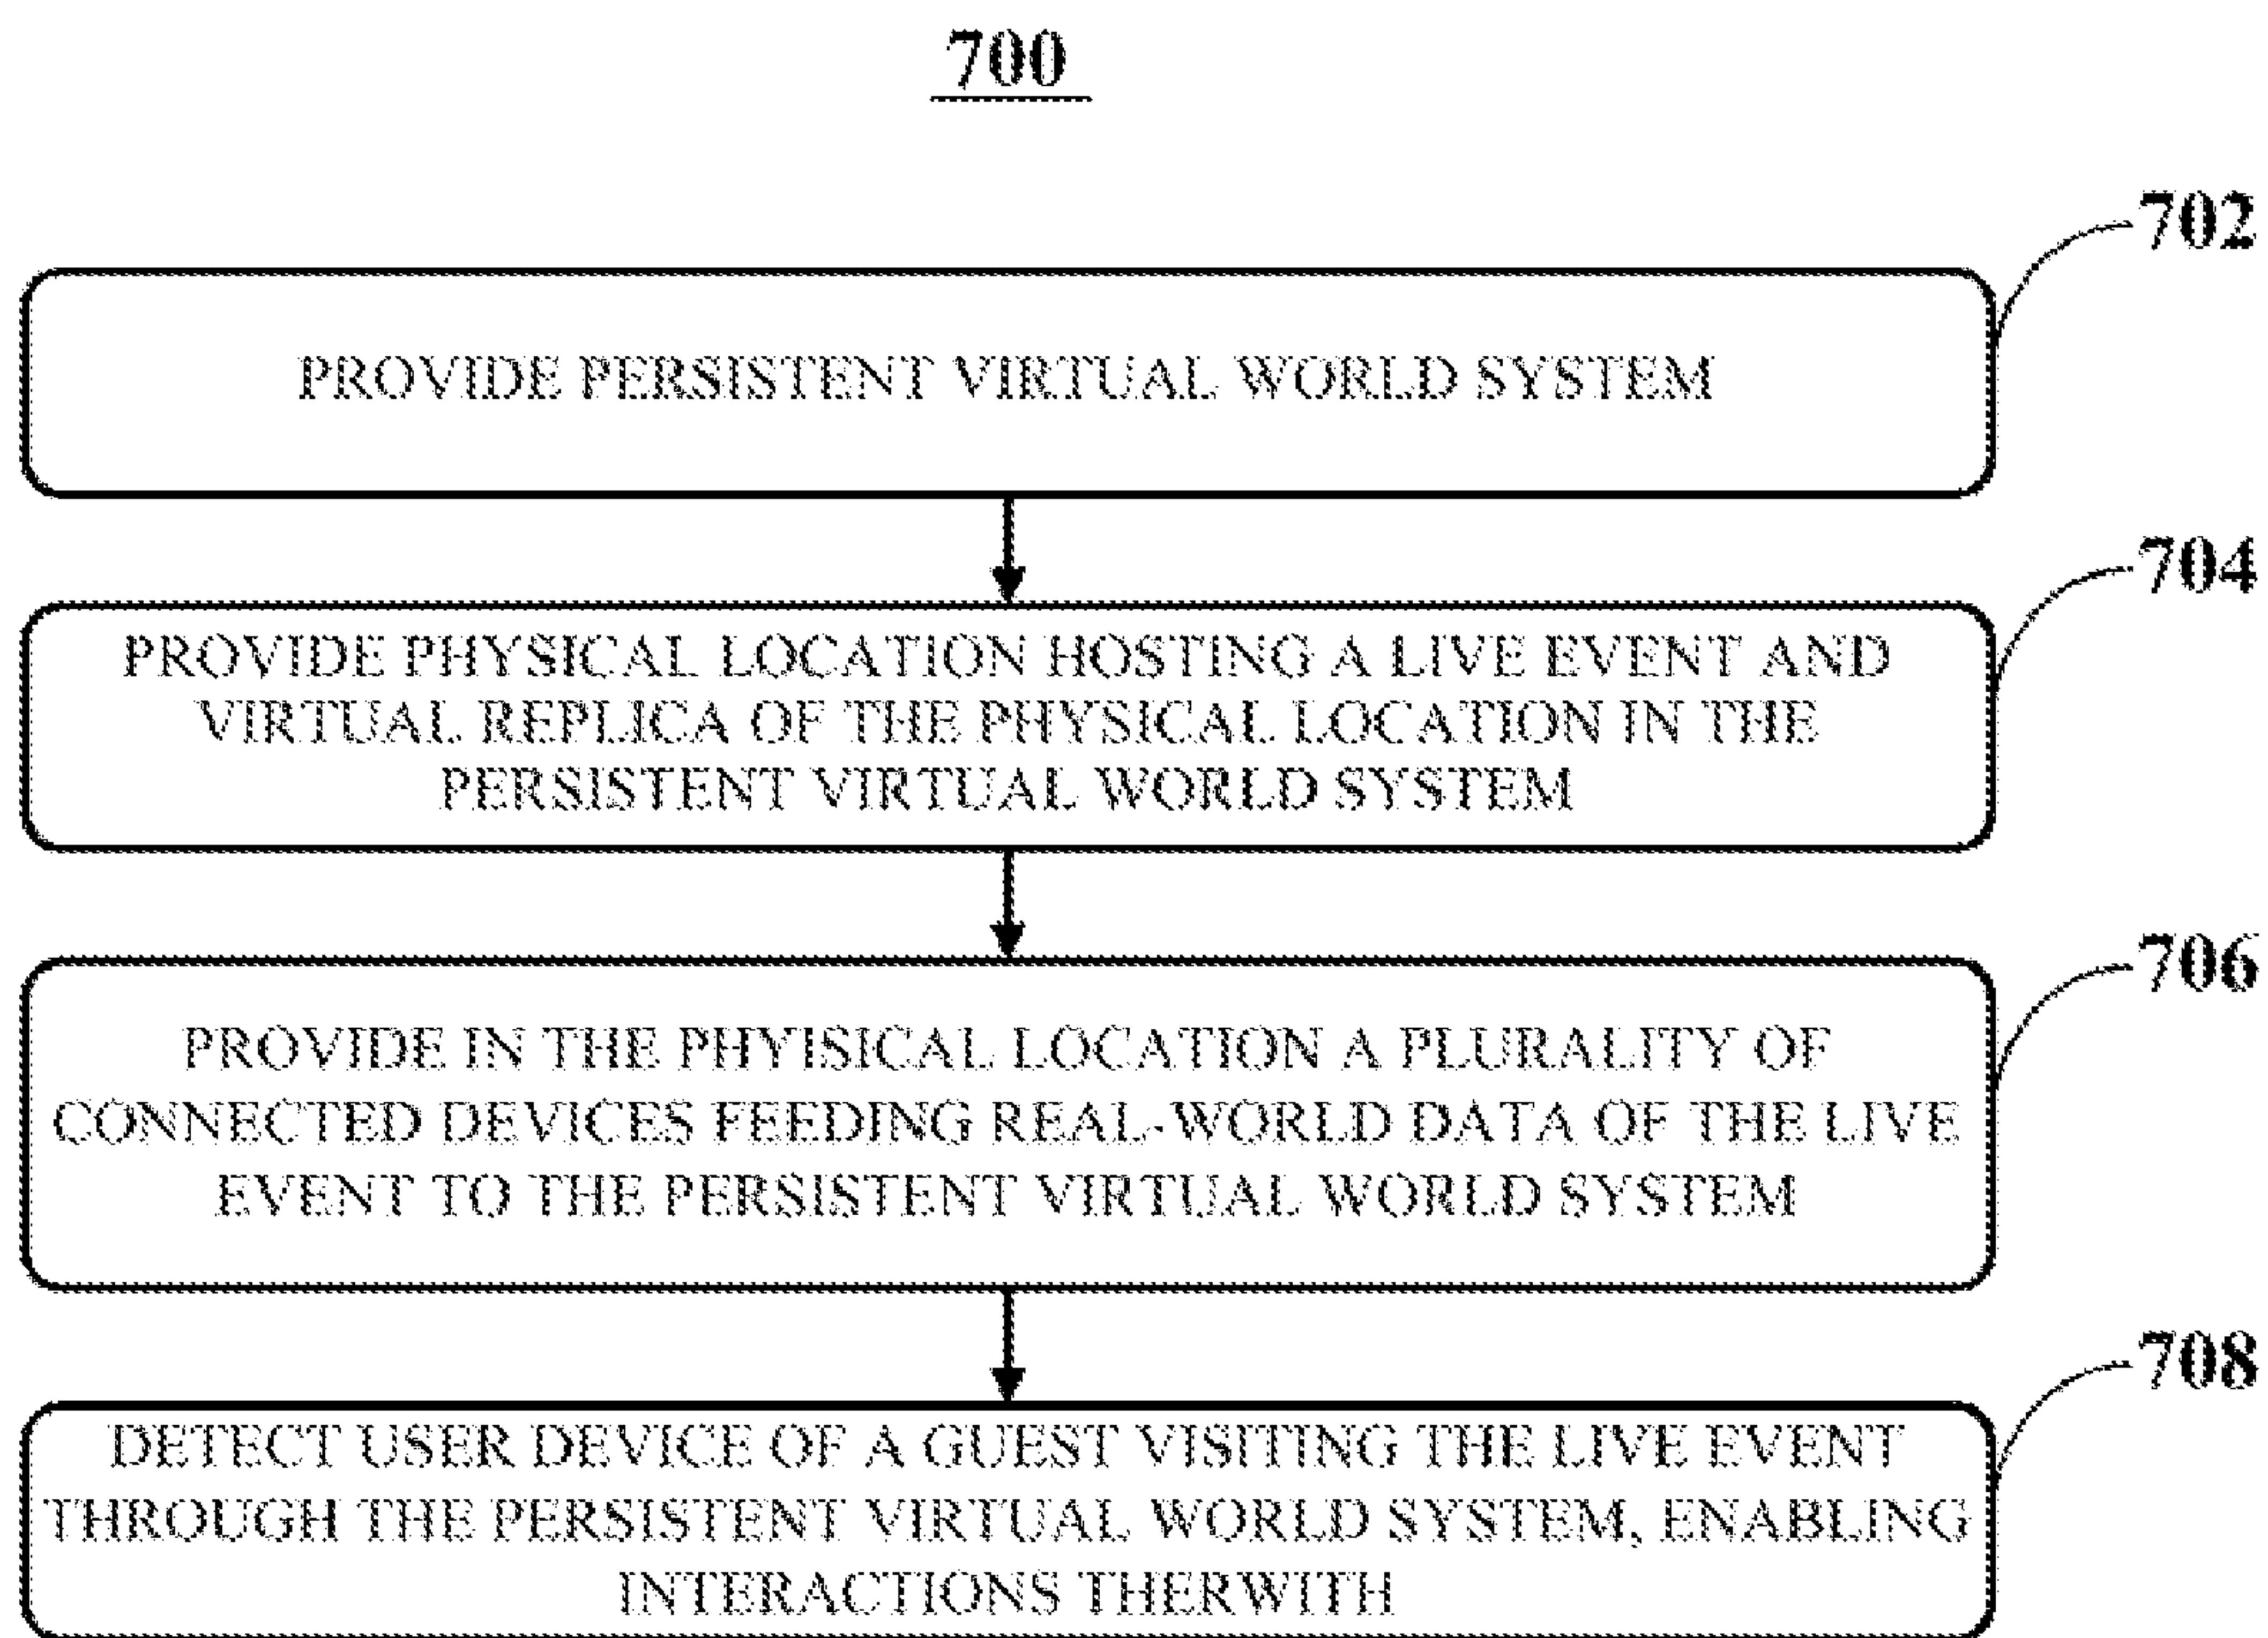 700
702
PROVIDE PERSISTENT VIRTUAL WORLD SYSTEM
704
PROVIDE PHYSICAL LOCATION HOSTING A LIVE EVENT AND
VIRTUAL REPLICA OF THE PHYSICAL LOCATION IN THE
PERSISTENT VIRTUAL WORLD SYSTEM
706
PROVIDE IN THE PHYISICAL LOCATION A PLURALITY OF
CONNECTED DEVICES FEEDING REAL-WORLD DATA OF THE LIVE
EVENT TO THE PERSISTENT VIRTUAL WORLD SYSTEM
708
DETECT USER DEVICE OF A GUEST VISITING THE LIVE EVENT
THROUGH THE PERSISTENT VIRTUAL WORLD SYSTEM, ENABLING
INTERACTIONS THERWITH